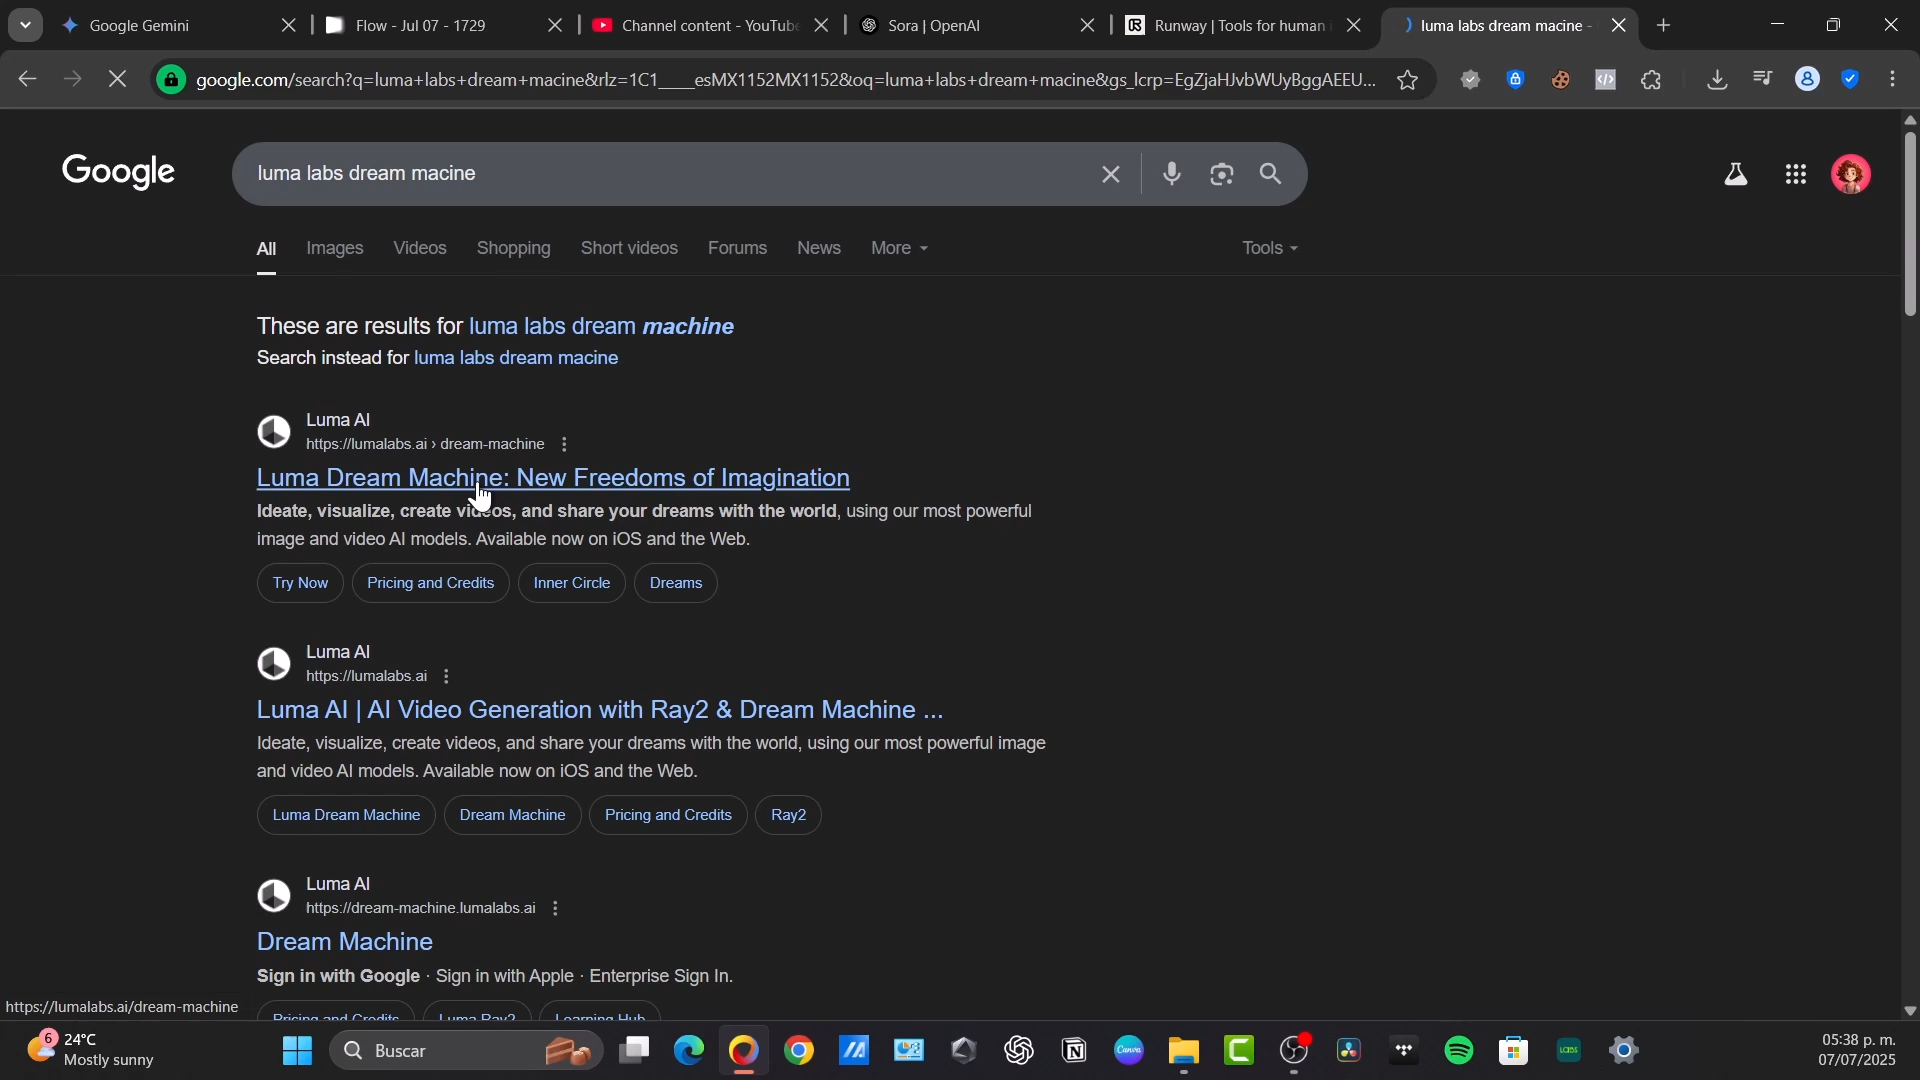 Google Gemini
Flow - Jul 07 - 1729
Channel content - YouTube
Sora | OpenAI
Runway | Tools for human
luma labs dream macine -
google.com/search?q=luma+labs+dream+macine&rlz=1C1____esMX1152MX1152&oq=luma+labs+dream+macine&gs_lcrp=EgZjaHJvbWUyBggAEEU...
Google
luma labs dream macine
All
Images
Videos
Shopping
Short videos
Forums
News
More
Tools
These are results for luma labs dream machine
Search instead for luma labs dream macine
Luma AI
https://lumalabs.ai › dream-machine
Luma Dream Machine: New Freedoms of Imagination
Ideate, visualize, create videos, and share your dreams with the world, using our most powerful
image and video AI models. Available now on iOS and the Web.
Try Now
Pricing and Credits
Inner Circle
Dreams
Luma AI
https://lumalabs.ai
Luma AI | AI Video Generation with Ray2 & Dream Machine ...
Ideate, visualize, create videos, and share your dreams with the world, using our most powerful image
and video AI models. Available now on iOS and the Web.
Luma Dream Machine
Dream Machine
Pricing and Credits
Ray2
Luma AI
https://dream-machine.lumalabs.ai
Dream Machine
Sign in with Google · Sign in with Apple · Enterprise Sign In.
Pricing and Credits
Luma Ray2
Learning Hub
https://lumalabs.ai/dream-machine
6
24°C
Mostly sunny
Buscar
Canva
LABS
05:38 p. m.
07/07/2025